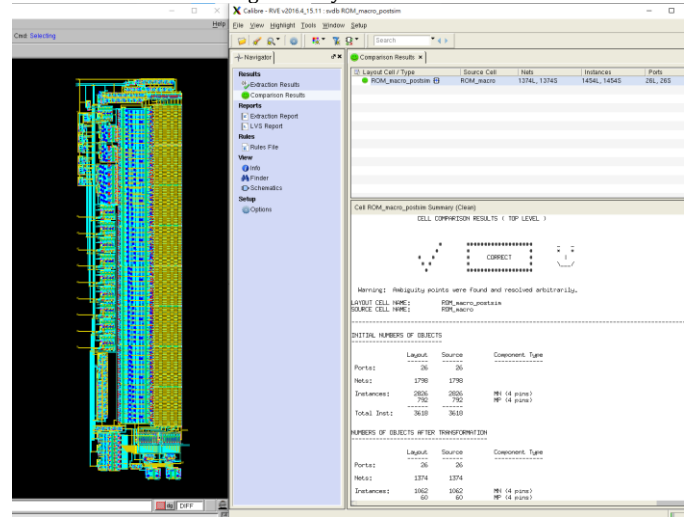 Help
Cmd: Selecting
DIFF
Calibre - RVE v2016.4_15.11 : svdb ROM_macro_postsim
File View Highlight Tools Window Setup
Search
Navigator
Results
Extraction Results
Comparison Results
Reports
Extraction Report
LVS Report
Rules
Rules File
View
Info
Finder
Schematics
Setup
Options
Comparison Results
Layout Cell / Type Source Cell Nets Instances Ports
ROM_macro_postsim ROM_macro 1374L, 1374S 1454L, 1454S 26L, 26S
Cell ROM_macro_postsim Summary (Clean)
CELL COMPARISON RESULTS ( TOP LEVEL )
CORRECT
Warning: Ambiguity points were found and resolved arbitrarily.
LAYOUT CELL NAME: ROM_macro_postsim
SOURCE CELL NAME: ROM_macro
INITIAL NUMBERS OF OBJECTS
Layout Source Component Type
Ports: 26 26
Nets: 1798 1798
Instances: 2826 2826 MN (4 pins)
792 792 MP (4 pins)
Total Inst: 3618 3618
NUMBERS OF OBJECTS AFTER TRANSFORMATION
Layout Source Component Type
Ports: 26 26
Nets: 1374 1374
Instances: 1062 1062 MN (4 pins)
60 60 MP (4 pins)